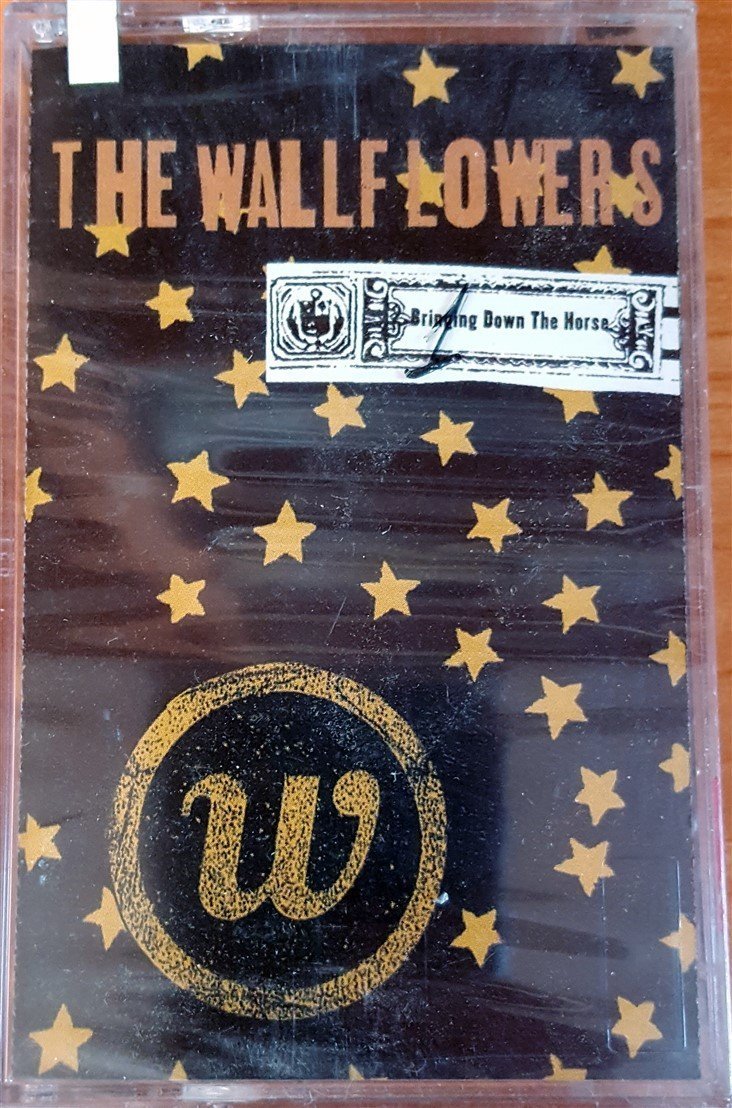 THE WALLFLOWERS
Bringing Down The Horse
w